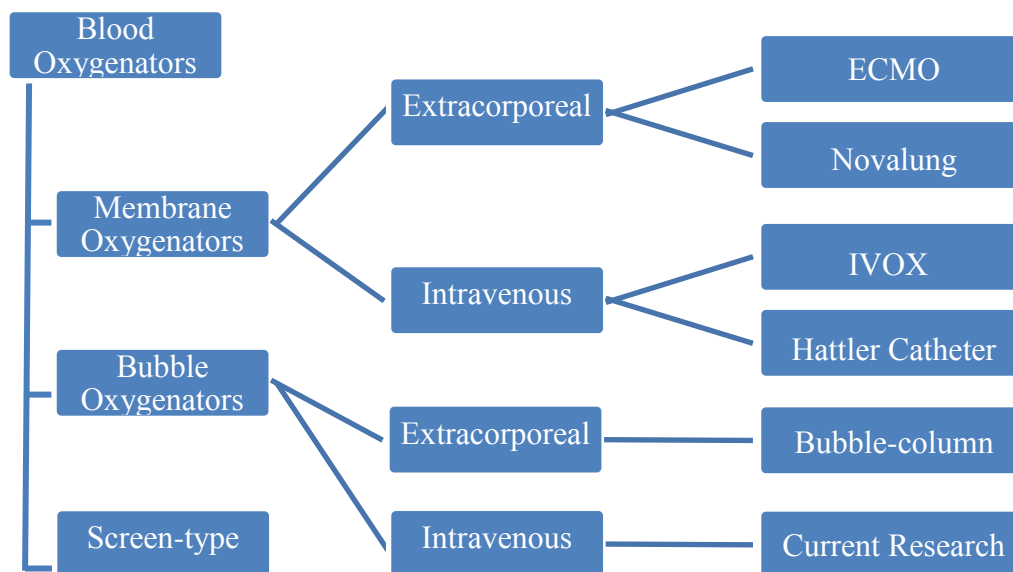 Blood
Oxygenators
Membrane
Oxygenators
Extracorporeal
ECMO
Novalung
Intravenous
IVOX
Hattler Catheter
Bubble
Oxygenators
Extracorporeal
Bubble-column
Intravenous
Current Research
Screen-type